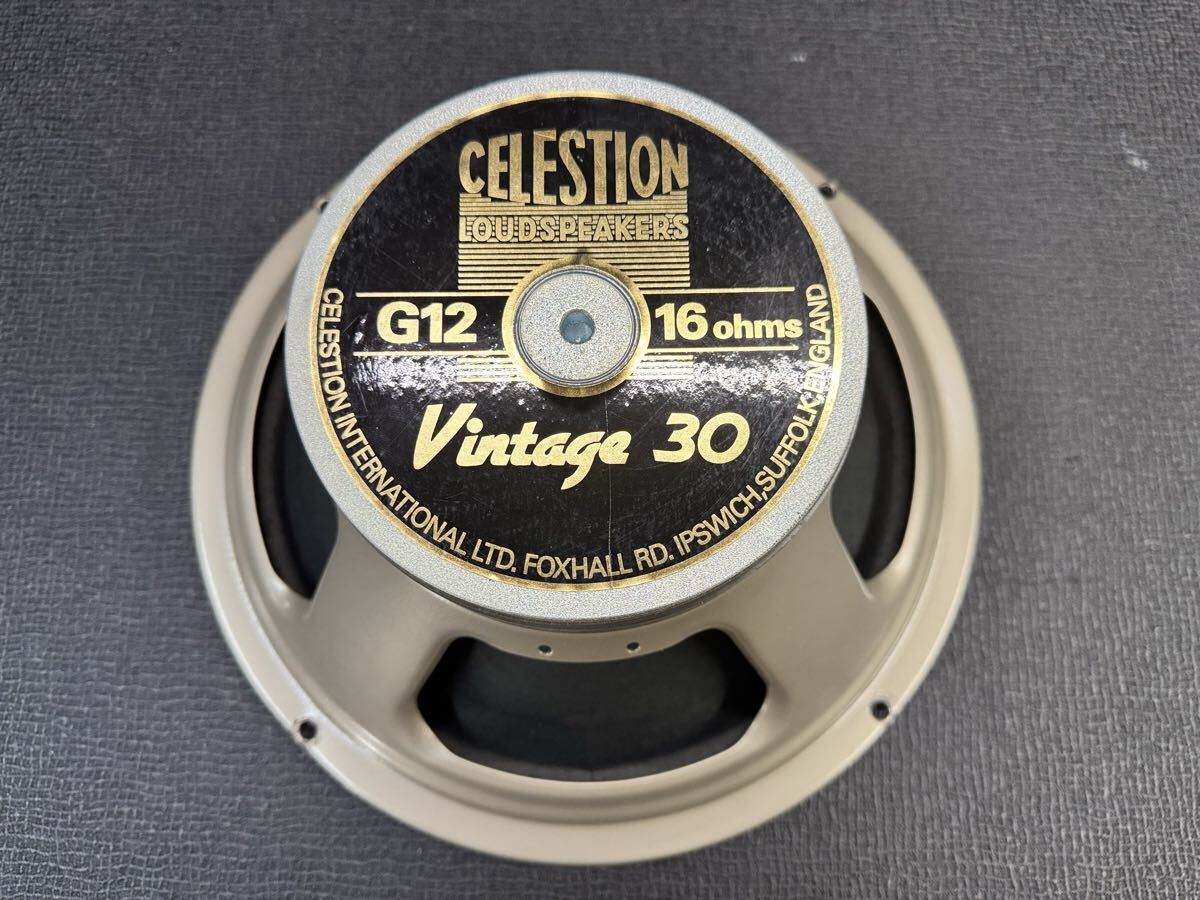 CELESTION
LOUDSPEAKERS
G12
16 ohms
Vintage 30
CELESTION INTERNATIONAL LTD. FOXHALL RD. IPSWICH, SUFFOLK, ENGLAND